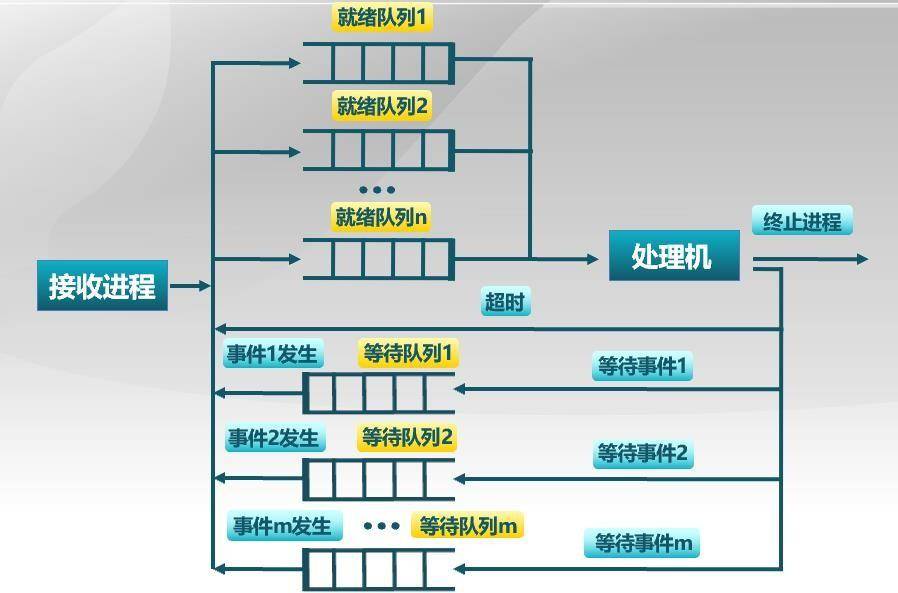 就绪队列1
就绪队列2
•••
就绪队列n
终止进程
处理机
接收进程
超时
事件1发生
等待队列1
等待事件1
事件2发生
等待队列2
等待事件2
事件m发生
•••
等待队列m
等待事件m